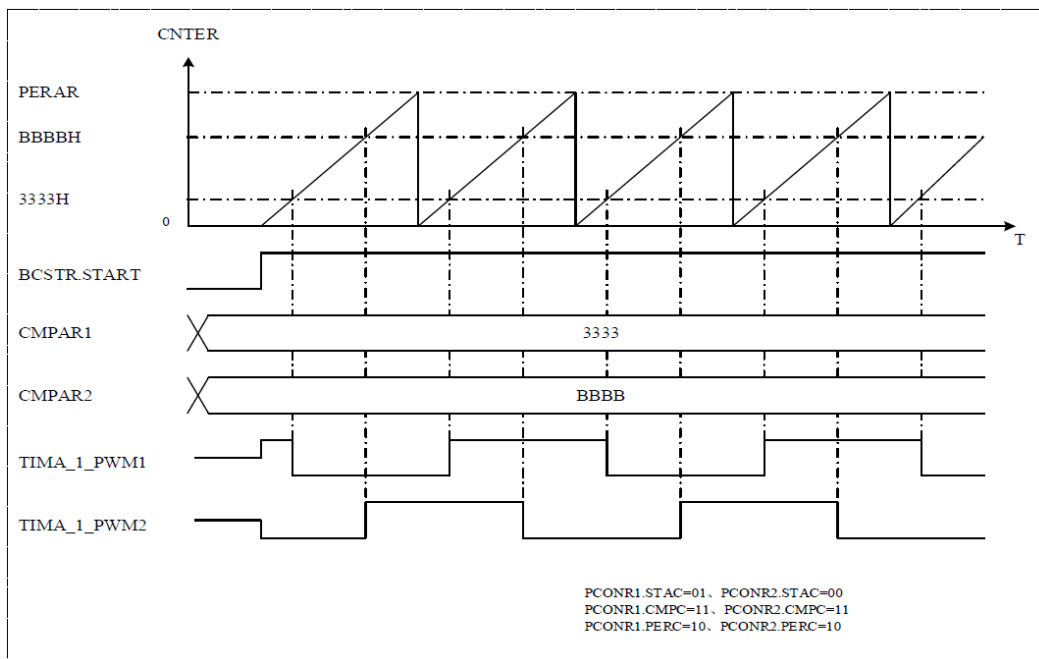 CNTER
PERAR
BBBBH
3333H
0
T
BCSTR.START
CMPAR1
3333
CMPAR2
BBBB
TIMA_1_PWM1
TIMA_1_PWM2
PCONR1.STAC=01、PCONR2.STAC=00
PCONR1.CMPC=11、PCONR2.CMPC=11
PCONR1.PERC=10、PCONR2.PERC=10